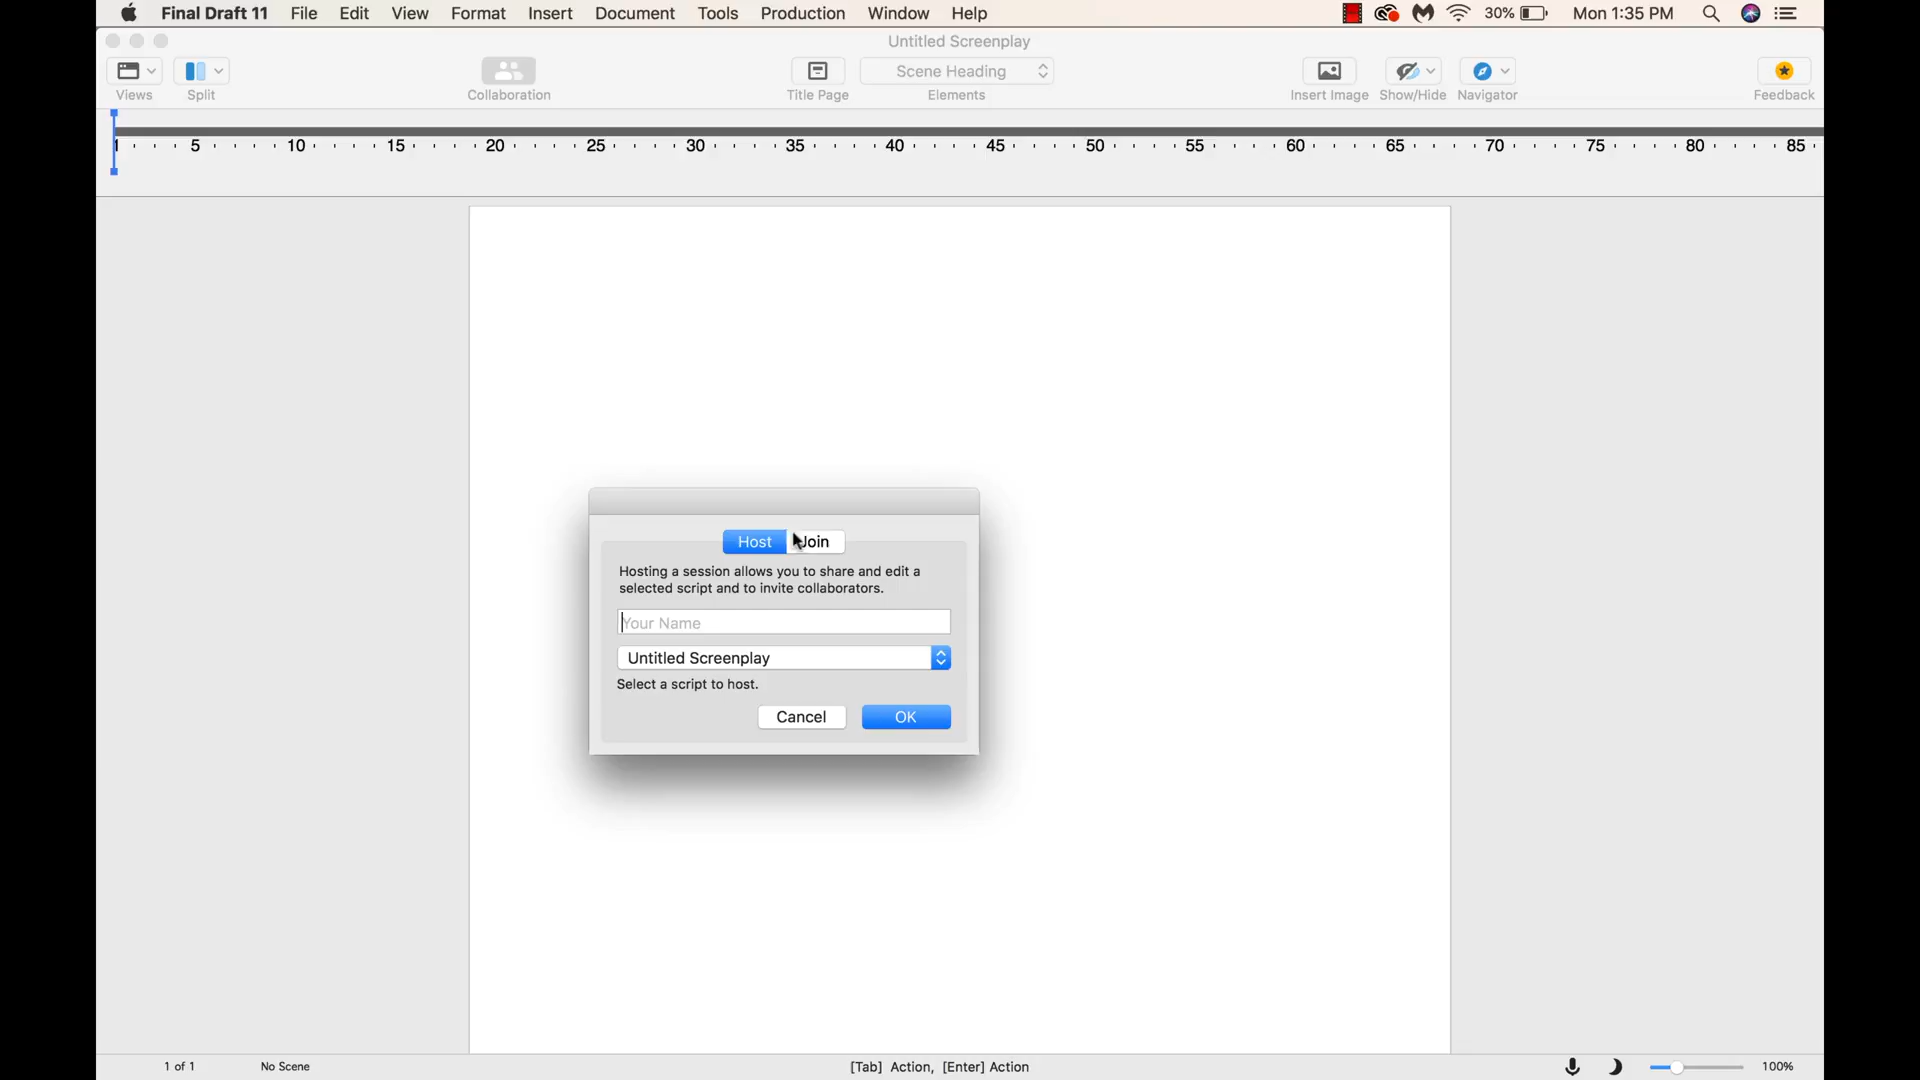 Final Draft 11 File Edit View Format Insert Document Tools Production Window Help 30% Mon 1:35 PM
Untitled Screenplay
Scene Heading
Views Split Collaboration Title Page Elements Insert Image Show/Hide Navigator Feedback
1 5 10 15 20 25 30 35 40 45 50 55 60 65 70 75 80 85
Host Join
Hosting a session allows you to share and edit a
selected script and to invite collaborators.
Your Name
Untitled Screenplay
Select a script to host.
Cancel OK
1 of 1 No Scene [Tab] Action, [Enter] Action 100%